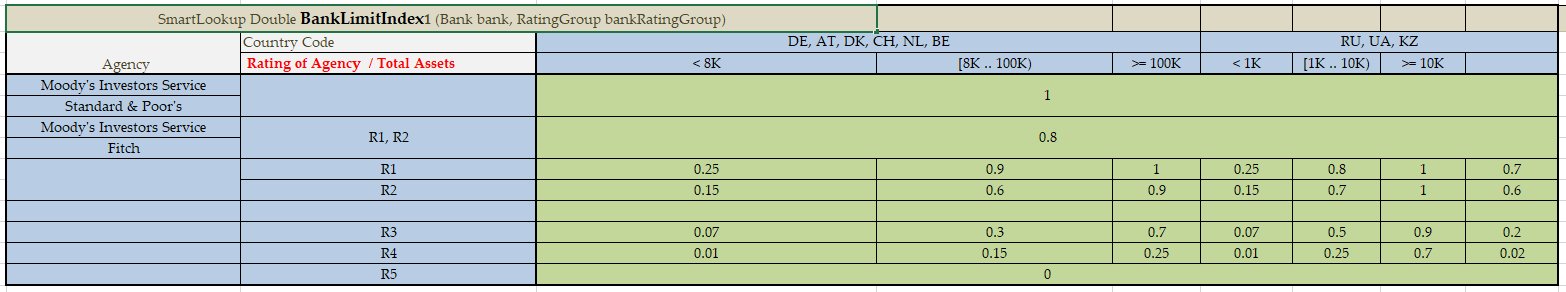 SmartLookup Double BankLimitIndex1 (Bank bank, RatingGroup bankRatingGroup)
Agency Country Code DE, AT, DK, CH, NL, BE RU, UA, KZ
Rating of Agency / Total Assets < 8K [8K .. 100K) >= 100K < 1K [1K .. 10K) >= 10K
Moody's Investors Service
1
Standard & Poor's
Moody's Investors Service
R1, R2 0.8
Fitch
R1 0.25 0.9 1 0.25 0.8 1 0.7
R2 0.15 0.6 0.9 0.15 0.7 1 0.6
R3 0.07 0.3 0.7 0.07 0.5 0.9 0.2
R4 0.01 0.15 0.25 0.01 0.25 0.7 0.02
R5 0